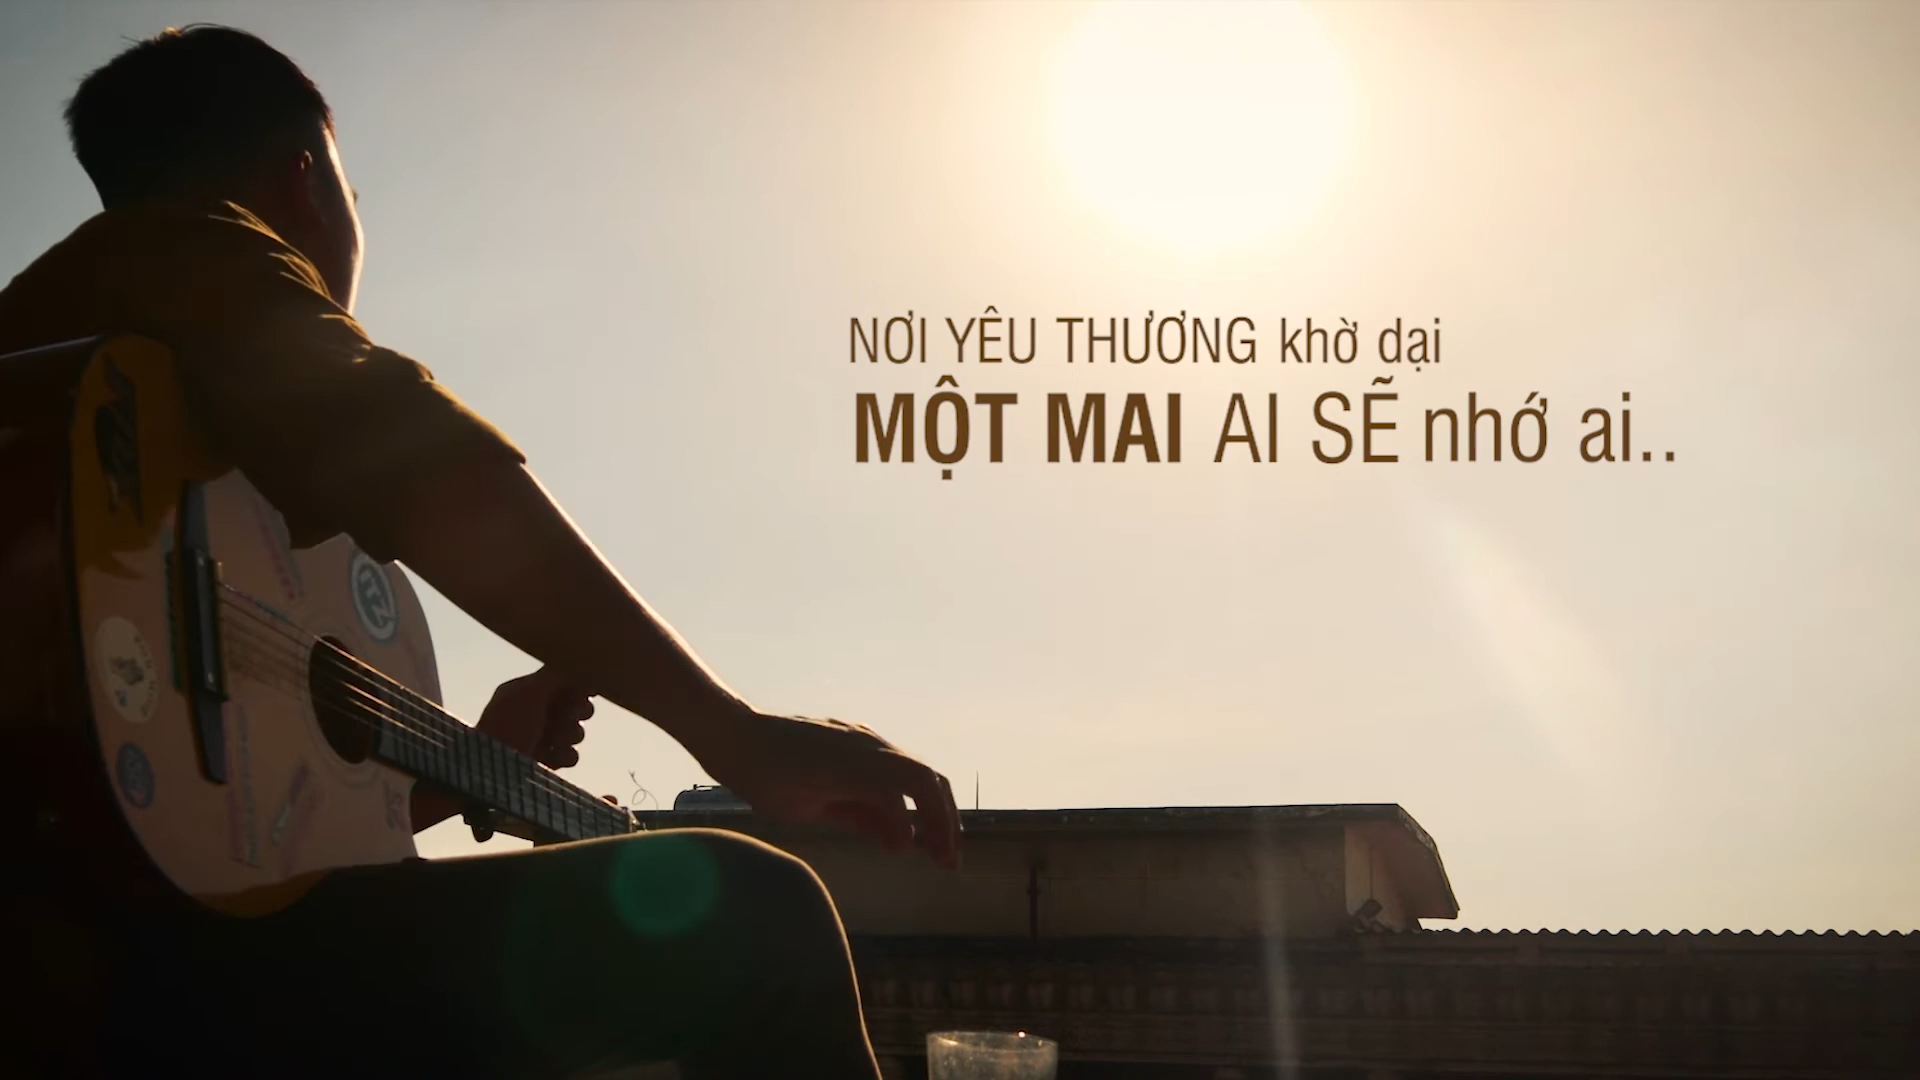 NƠI YÊU THƯƠNG khờ dại
MỘT MAI AI SẼ nhớ ai..